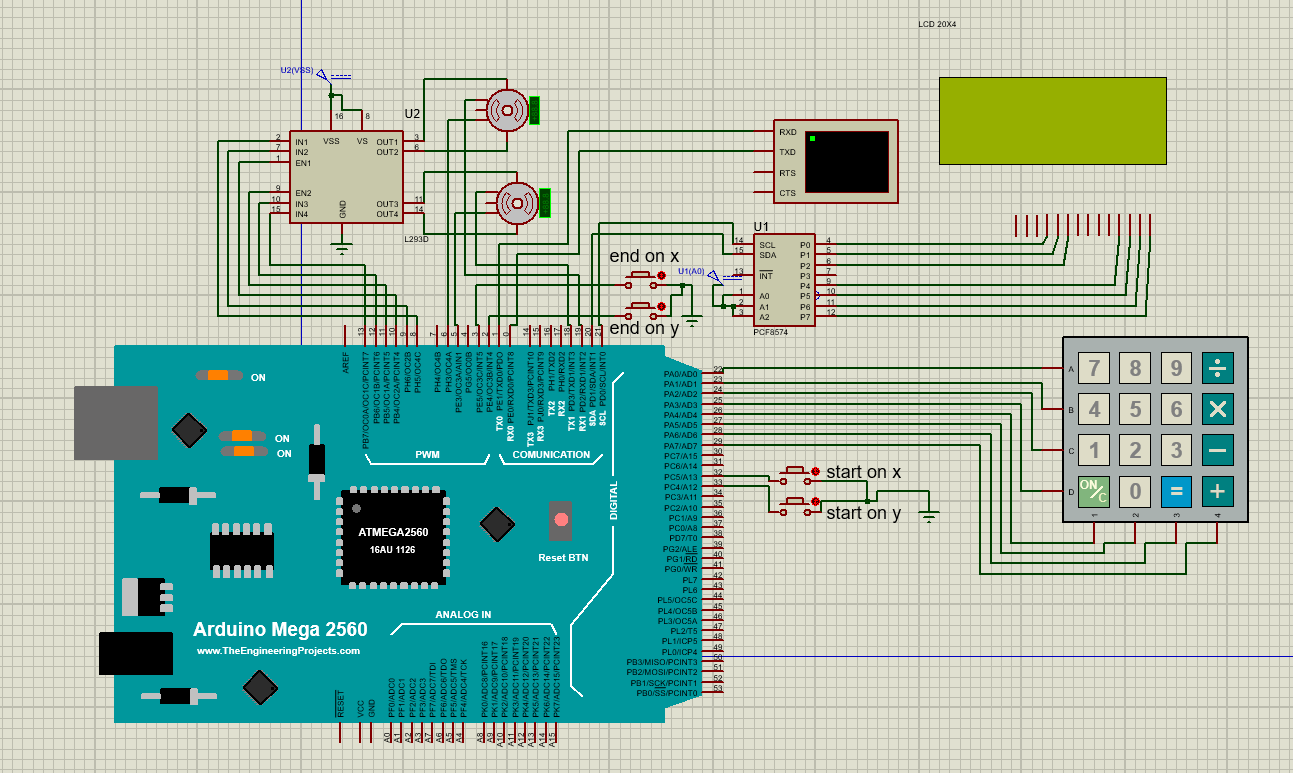 LCD 20X4
U2(VSS)
U2
16
8
VSS
VS
2
7
1
9
10
15
IN1
IN2
EN1
EN2
IN3
IN4
OUT1
OUT2
OUT3
OUT4
3
6
11
14
GND
L293D
RXD
TXD
RTS
CTS
U1
14
15
13
1
2
3
SCL
SDA
INT
A0
A1
A2
P0
P1
P2
P3
P4
P5
P6
P7
4
5
6
7
9
10
11
12
PCF8574
U1(A0)
end on x
end on y
AREF
13
12
11
10
9
8
7
6
5
4
3
2
1
0
14
15
16
17
18
19
20
21
PB7/OC0A/OC1C/PCINT7
PB6/OC1B/PCINT6
PB5/OC1A/PCINT5
PB4/OC2A/PCINT4
PH6/OC2B
PH5/OC4C
PH4/OC4B
PH3/OC4A
PE3/OC3A/AIN1
PG5/OC0B
PE5/OC3C/INT5
PE4/OC3B/INT4
PE1/TXD0/PDO
PE0/RXD0/PCINT8
PJ1/TXD3/PCINT10
PJ0/RXD3/PCINT9
PH1/TXD2
PH0/RXD2
PD3/TXD1/INT3
PD2/RXD1/INT2
PD1/SDA/INT1
PD0/SCL/INT0
TX0
RX0
TX3
RX3
TX2
RX2
TX1
RX1
SDA
SCL
PWM
COMUNICATION
ON
ON
ON
ATMEGA2560
16AU 1126
Reset BTN
DIGITAL
ANALOG IN
Arduino Mega 2560
www.TheEngineeringProjects.com
PA0/AD0
22
PA1/AD1
23
PA2/AD2
24
PA3/AD3
25
PA4/AD4
26
PA5/AD5
27
PA6/AD6
28
PA7/AD7
29
PC7/A15
30
PC6/A14
31
PC5/A13
32
PC4/A12
33
PC3/A11
34
PC2/A10
35
PC1/A9
36
PC0/A8
37
PD7/T0
38
PG2/ALE
39
PG1/RD
40
PG0/WR
41
PL7
42
PL6
43
PL5/OC5C
44
PL4/OC5B
45
PL3/OC5A
46
PL2/T5
47
PL1/ICP5
48
PL0/ICP4
49
PB3/MISO/PCINT3
50
PB2/MOSI/PCINT2
51
PB1/SCK/PCINT1
52
PB0/SS/PCINT0
53
start on x
start on y
A
B
C
D
7 8 9 ÷
4 5 6 ×
1 2 3 −
ON/C 0 = +
1 2 3 4
RESET
VCC
GND
PF0/ADC0
PF1/ADC1
PF2/ADC2
PF3/ADC3
PF7/ADC7/TDI
PF6/ADC6/TDO
PF5/ADC5/TMS
PF4/ADC4/TCK
PK0/ADC8/PCINT16
PK1/ADC9/PCINT17
PK2/ADC10/PCINT18
PK3/ADC11/PCINT19
PK4/ADC12/PCINT20
PK5/ADC13/PCINT21
PK6/ADC14/PCINT22
PK7/ADC15/PCINT23
A0
A1
A2
A3
A7
A6
A5
A4
A8
A9
A10
A11
A12
A13
A14
A15